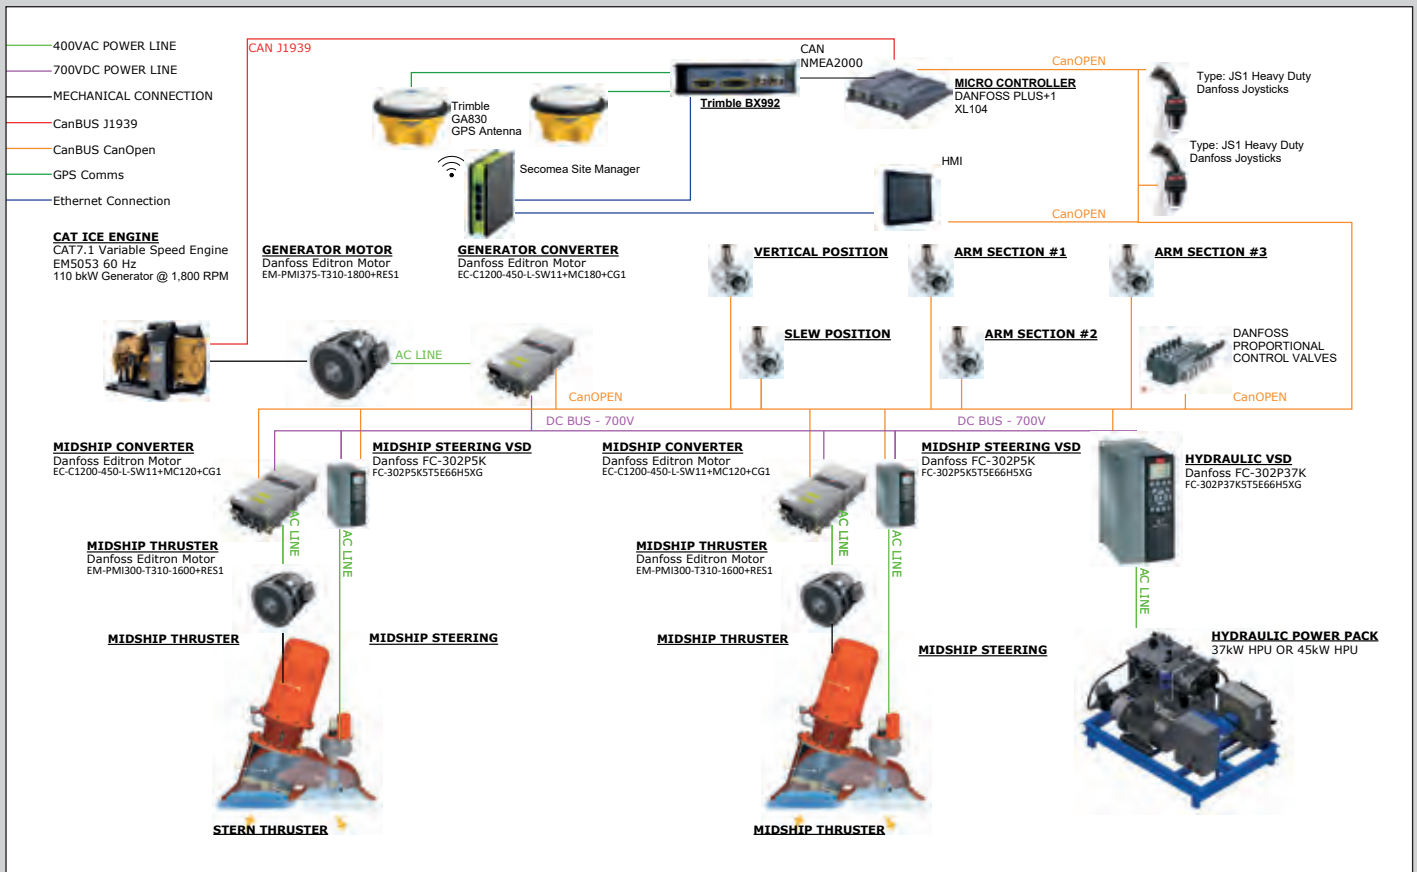 400VAC POWER LINE
700VDC POWER LINE
MECHANICAL CONNECTION
CanBUS J1939
CanBUS CanOpen
GPS Comms
Ethernet Connection
CAN J1939
Trimble
GA830
GPS Antenna
Trimble BX992
CAN
NMEA2000
MICRO CONTROLLER
DANFOSS PLUS+1
XL104
CanOPEN
Type: JS1 Heavy Duty
Danfoss Joysticks
Type: JS1 Heavy Duty
Danfoss Joysticks
Secomea Site Manager
HMI
CanOPEN
CAT ICE ENGINE
CAT7.1 Variable Speed Engine
EM5053 60 Hz
110 bkW Generator @ 1,800 RPM
GENERATOR MOTOR
Danfoss Editron Motor
EM-PMI375-T310-1800+RES1
GENERATOR CONVERTER
Danfoss Editron Motor
EC-C1200-450-L-SW11+MC180+CG1
VERTICAL POSITION
ARM SECTION #1
ARM SECTION #3
SLEW POSITION
ARM SECTION #2
DANFOSS
PROPORTIONAL
CONTROL VALVES
AC LINE
CanOPEN
CanOPEN
DC BUS - 700V
DC BUS - 700V
MIDSHIP CONVERTER
Danfoss Editron Motor
EC-C1200-450-L-SW11+MC120+CG1
MIDSHIP STEERING VSD
Danfoss FC-302P5K
FC-302P5K5T5E66H5XG
MIDSHIP CONVERTER
Danfoss Editron Motor
EC-C1200-450-L-SW11+MC120+CG1
MIDSHIP STEERING VSD
Danfoss FC-302P5K
FC-302P5K5T5E66H5XG
HYDRAULIC VSD
Danfoss FC-302P37K
FC-302P37K5T5E66H5XG
AC LINE
AC LINE
AC LINE
AC LINE
AC LINE
MIDSHIP THRUSTER
Danfoss Editron Motor
EM-PMI300-T310-1600+RES1
MIDSHIP THRUSTER
Danfoss Editron Motor
EM-PMI300-T310-1600+RES1
MIDSHIP THRUSTER
MIDSHIP STEERING
MIDSHIP THRUSTER
MIDSHIP STEERING
HYDRAULIC POWER PACK
37kW HPU OR 45kW HPU
STERN THRUSTER
MIDSHIP THRUSTER